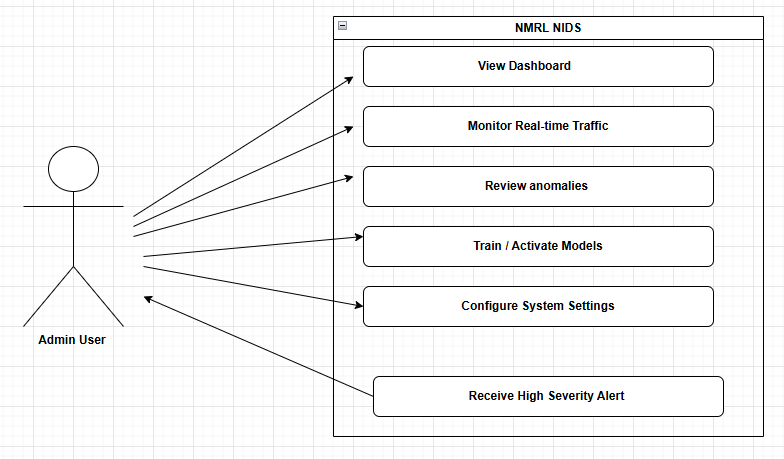 NMRL NIDS
View Dashboard
Monitor Real-time Traffic
Review anomalies
Train / Activate Models
Configure System Settings
Admin User
Receive High Severity Alert